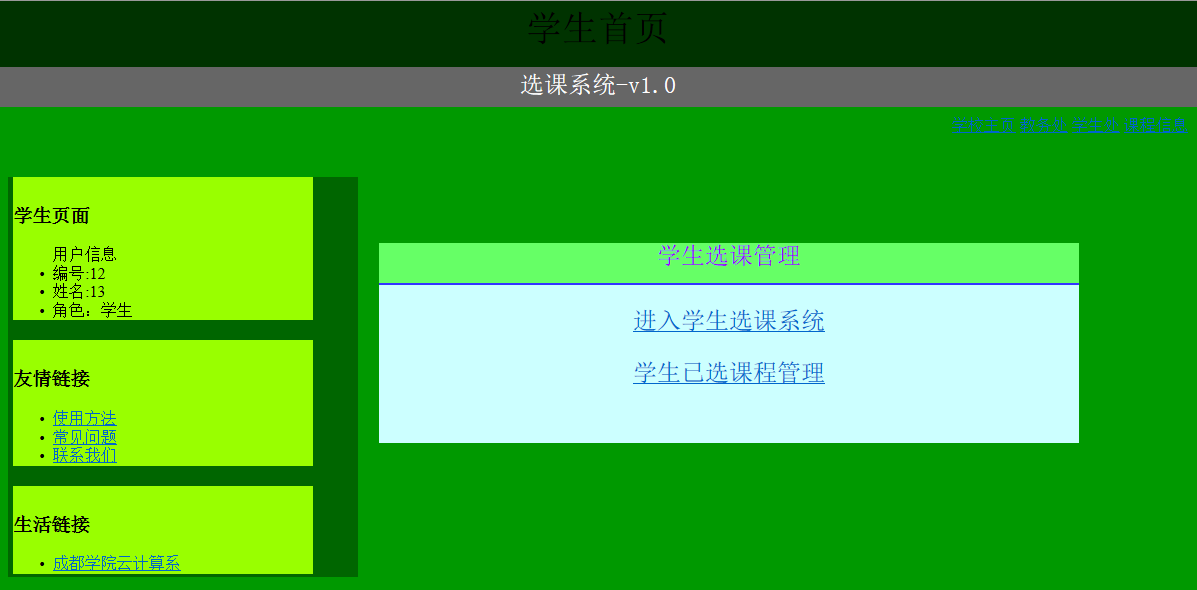 学生首页
选课系统-v1.0
学生页面
用户信息
• 编号:12
• 姓名:13
• 角色：学生
友情链接
• 使用方法
• 常见问题
• 联系我们
生活链接
• 成都学院云计算系
学生选课管理
进入学生选课系统
学生已选课程管理